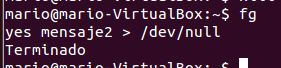 mario@mario-VirtualBox:~$ fg
yes mensaje2 > /dev/null
Terminado
mario@mario-VirtualBox:~$